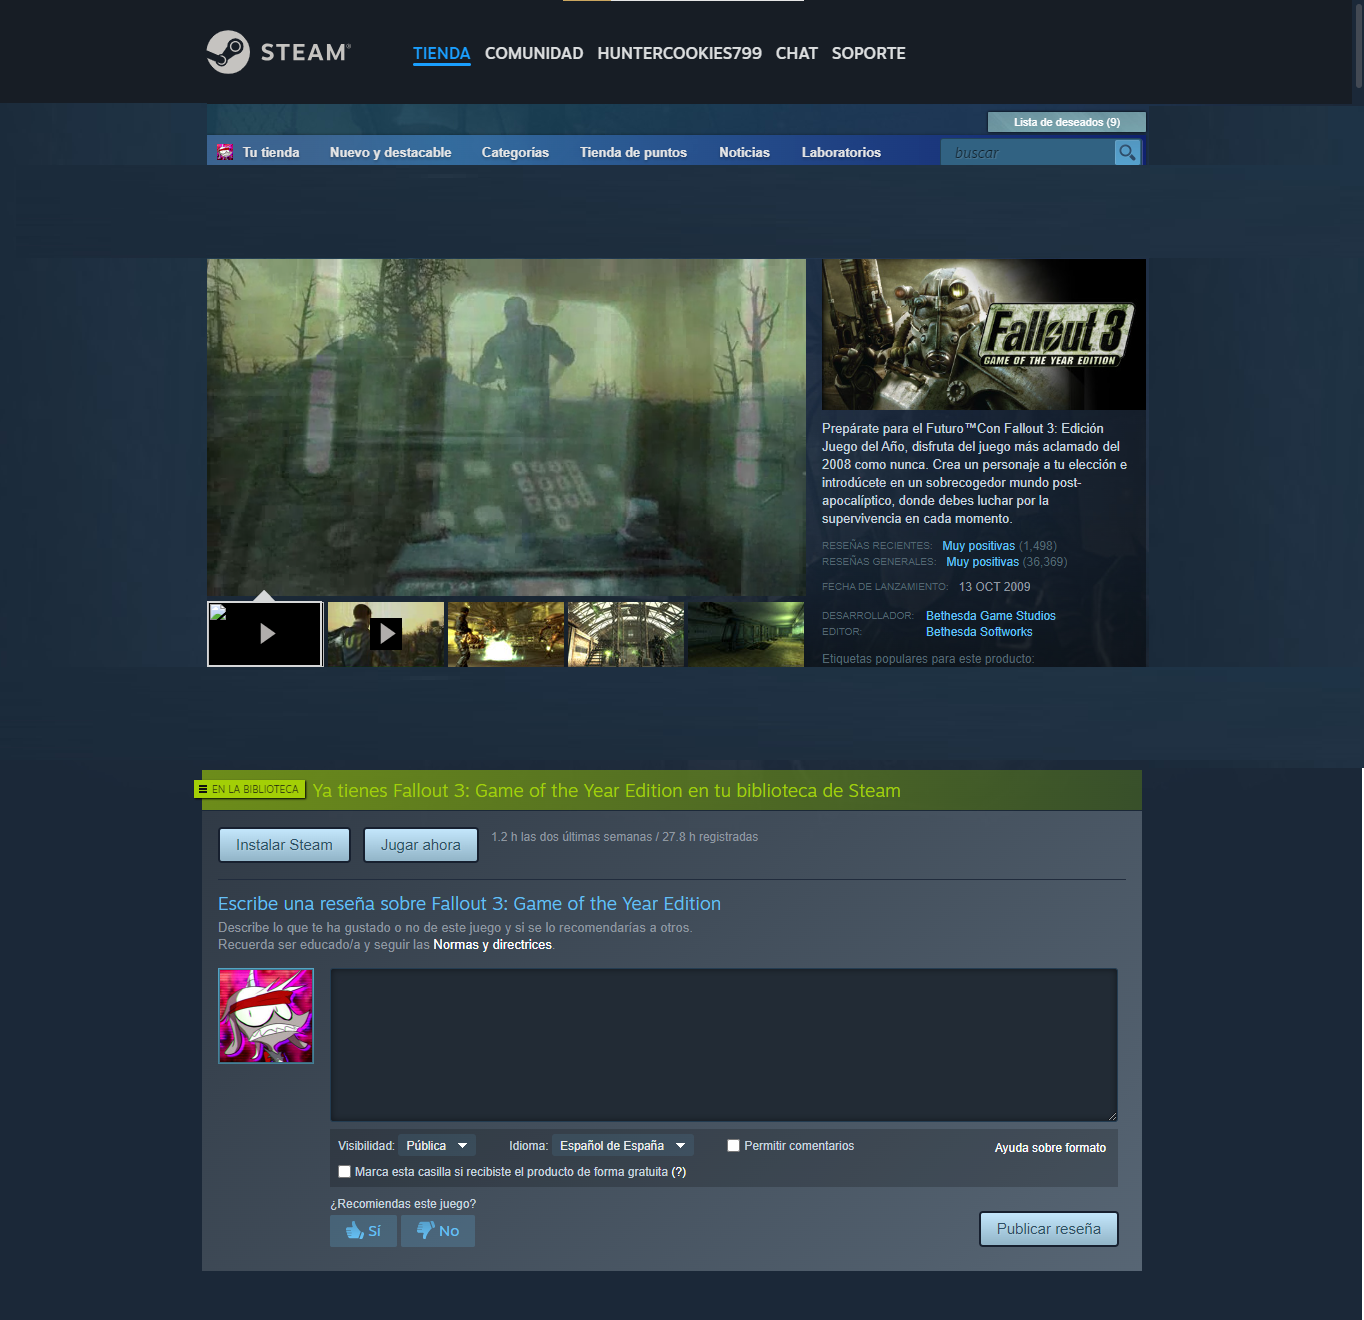 STEAM®
TIENDA COMUNIDAD HUNTERCOOKIES799 CHAT SOPORTE
Lista de deseados (9)
Tu tienda Nuevo y destacable Categorías Tienda de puntos Noticias Laboratorios buscar
Fallout 3
GAME OF THE YEAR EDITION
Prepárate para el Futuro™Con Fallout 3: Edición
Juego del Año, disfruta del juego más aclamado del
2008 como nunca. Crea un personaje a tu elección e
introdúcete en un sobrecogedor mundo post-
apocalíptico, donde debes luchar por la
supervivencia en cada momento.
RESEÑAS RECIENTES: Muy positivas (1,498)
RESEÑAS GENERALES: Muy positivas (36,369)
FECHA DE LANZAMIENTO: 13 OCT 2009
DESARROLLADOR: Bethesda Game Studios
EDITOR: Bethesda Softworks
Etiquetas populares para este producto:
EN LA BIBLIOTECA Ya tienes Fallout 3: Game of the Year Edition en tu biblioteca de Steam
Instalar Steam Jugar ahora 1.2 h las dos últimas semanas / 27.8 h registradas
Escribe una reseña sobre Fallout 3: Game of the Year Edition
Describe lo que te ha gustado o no de este juego y si se lo recomendarías a otros.
Recuerda ser educado/a y seguir las Normas y directrices.
Visibilidad: Pública Idioma: Español de España Permitir comentarios Ayuda sobre formato
Marca esta casilla si recibiste el producto de forma gratuita (?)
¿Recomiendas este juego?
Sí No Publicar reseña